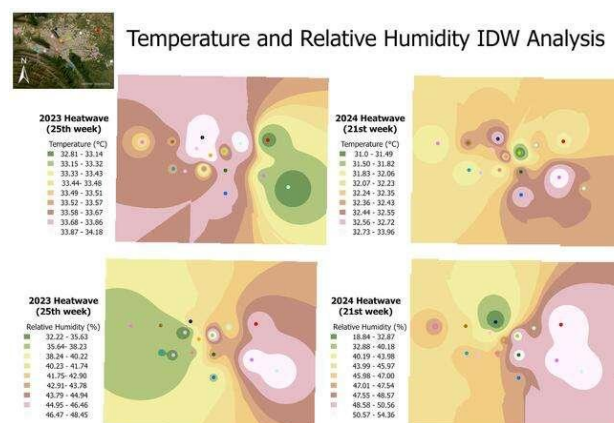 Temperature and Relative Humidity IDW Analysis
N
2023 Heatwave
(25th week)
Temperature (°C)
32.81 - 33.14
33.15 - 33.32
33.33 - 33.43
33.44- 33.48
33.49 - 33.51
33.52 - 33.57
33.58 - 33.67
33.68 - 33.86
33.87 - 34.18
2024 Heatwave
(21st week)
Temperature (°C)
31.0 - 31.49
31.50 - 31.82
31.83 - 32.06
32.07 - 32.23
32.24 - 32.35
32.36 - 32.43
32.44 - 32.55
32.56 - 32.72
32.73 - 33.96
2023 Heatwave
(25th week)
Relative Humidity (%)
32.22 - 35.63
35.64- 38.23
38.24 - 40.22
40.23 - 41.74
41.75- 42.90
42.91 - 43.78
43.79 - 44.94
44.95 - 46.46
46.47 - 48.45
2024 Heatwave
(21st week)
Relative Humidity (%)
18.84 - 32.87
32.88 - 40.18
40.19 - 43.98
43.99 - 45.97
45.98 - 47.00
47.01 - 47.54
47.55 - 48.57
48.58 - 50.56
50.57 - 54.36